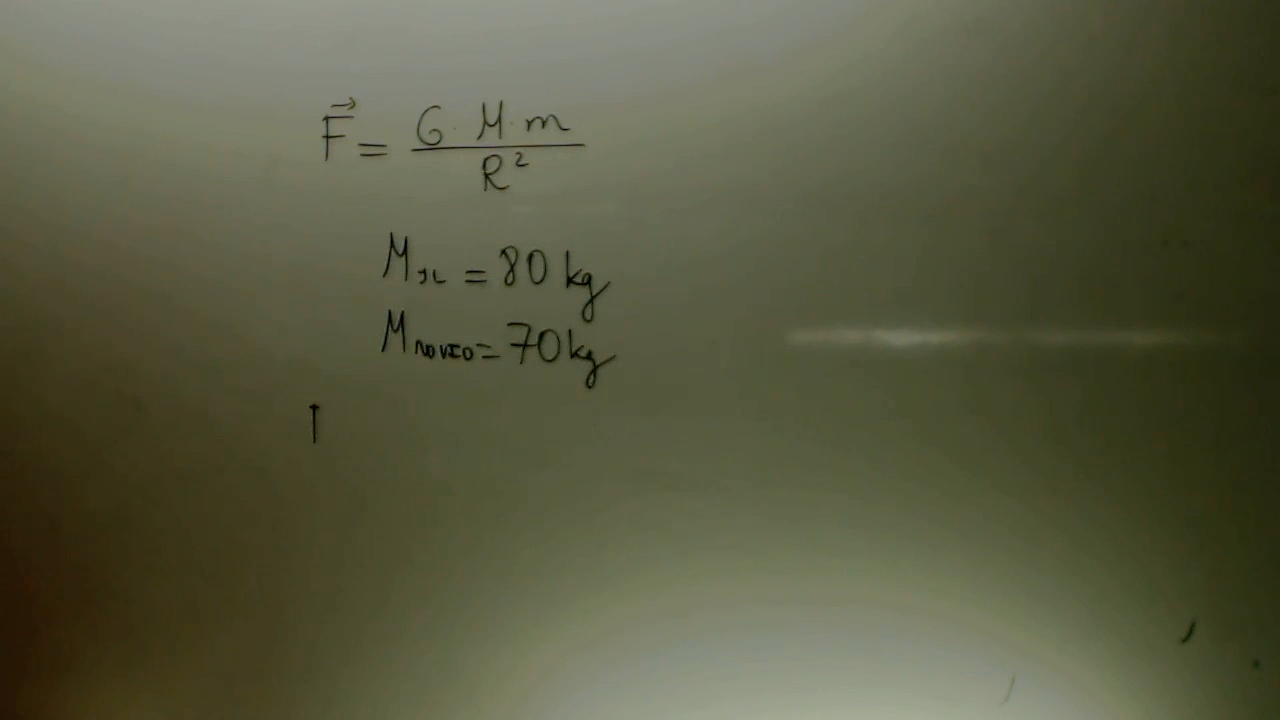 F⃗ = G · M · m / R²
M = 80 kg
M novio = 70 kg